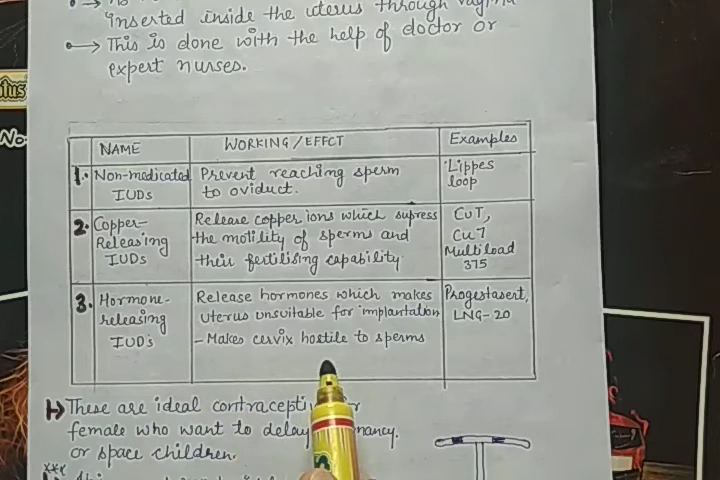 inserted inside the uterus through vagina
→ This is done with the help of doctor or
expert nurses.
NAME WORKING/EFFCT Examples
1. Non-medicated IUDs Prevent reaching sperm to oviduct. Lippes loop
2. Copper-Releasing IUDs Release copper ions which supress the motility of sperms and their fertilising capability CuT, Cu7 Multiload 375
3. Hormone-releasing IUDs Release hormones which makes uterus unsuitable for implantation - Makes cervix hostile to sperms Progestasert, LNG-20
These are ideal
female who want to delay
or space children.